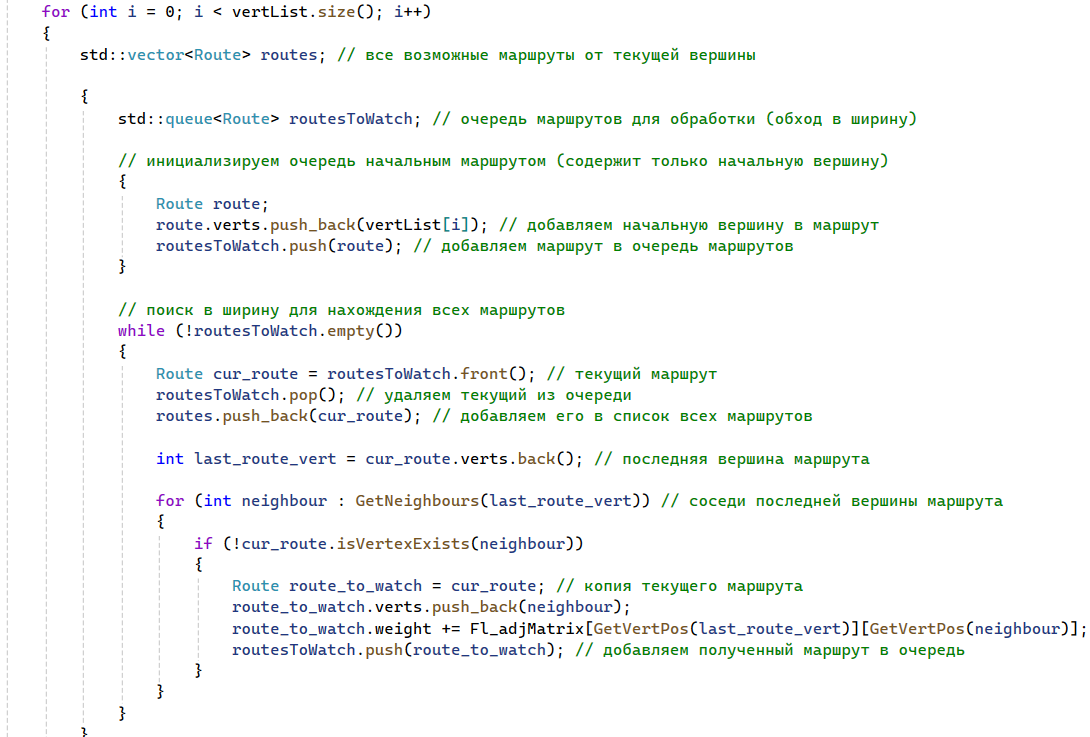 for (int i = 0; i < vertList.size(); i++)
{
std::vector<Route> routes; // все возможные маршруты от текущей вершины
{
std::queue<Route> routesToWatch; // очередь маршрутов для обработки (обход в ширину)
// инициализируем очередь начальным маршрутом (содержит только начальную вершину)
{
Route route;
route.verts.push_back(vertList[i]); // добавляем начальную вершину в маршрут
routesToWatch.push(route); // добавляем маршрут в очередь маршрутов
}
// поиск в ширину для нахождения всех маршрутов
while (!routesToWatch.empty())
{
Route cur_route = routesToWatch.front(); // текущий маршрут
routesToWatch.pop(); // удаляем текущий из очереди
routes.push_back(cur_route); // добавляем его в список всех маршрутов
int last_route_vert = cur_route.verts.back(); // последняя вершина маршрута
for (int neighbour : GetNeighbours(last_route_vert)) // соседи последней вершины маршрута
{
if (!cur_route.isVertexExists(neighbour))
{
Route route_to_watch = cur_route; // копия текущего маршрута
route_to_watch.verts.push_back(neighbour);
route_to_watch.weight += Fl_adjMatrix[GetVertPos(last_route_vert)][GetVertPos(neighbour)];
routesToWatch.push(route_to_watch); // добавляем полученный маршрут в очередь
}
}
}
}